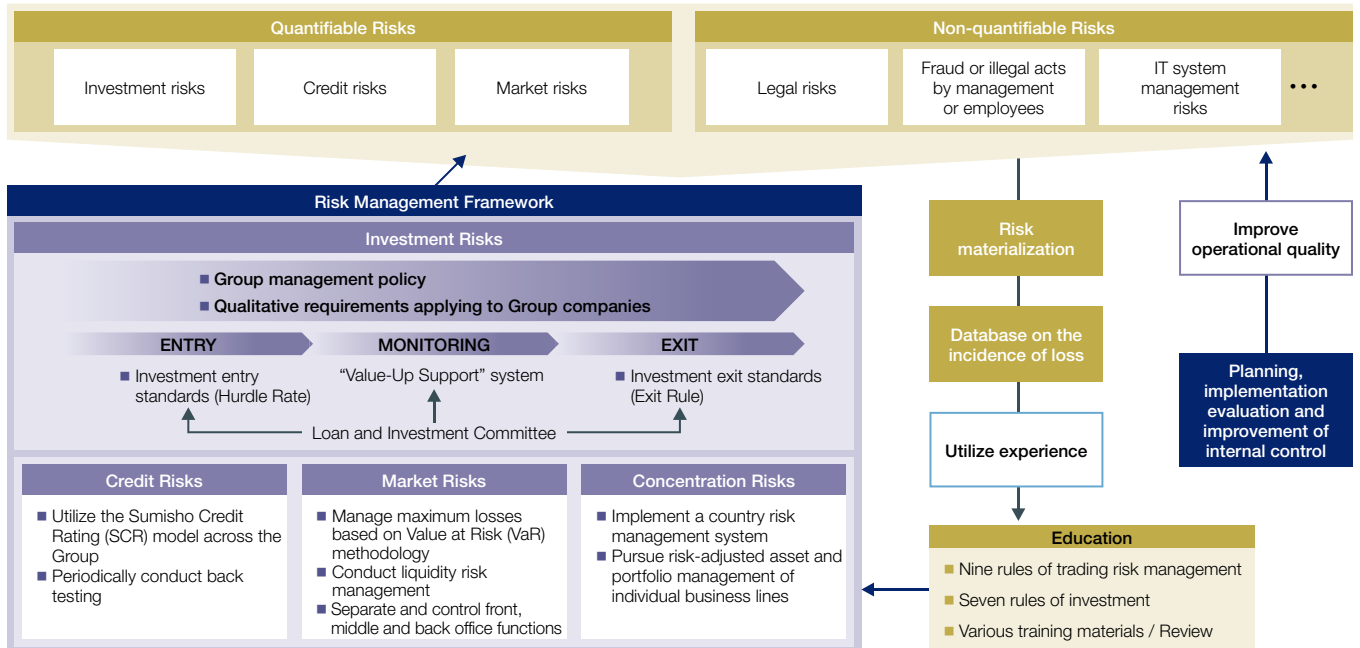 Quantifiable Risks
Investment risks
Credit risks
Market risks
Non-quantifiable Risks
Legal risks
Fraud or illegal acts
by management
or employees
IT system
management
risks
...
Risk Management Framework
Investment Risks
■ Group management policy
■ Qualitative requirements applying to Group companies
ENTRY
MONITORING
EXIT
■ Investment entry
standards (Hurdle Rate)
“Value-Up Support” system
■ Investment exit standards
(Exit Rule)
Loan and Investment Committee
Credit Risks
■ Utilize the Sumisho Credit
Rating (SCR) model across the
Group
■ Periodically conduct back
testing
Market Risks
■ Manage maximum losses
based on Value at Risk (VaR)
methodology
■ Conduct liquidity risk
management
■ Separate and control front,
middle and back office functions
Concentration Risks
■ Implement a country risk
management system
■ Pursue risk-adjusted asset and
portfolio management of
individual business lines
Risk
materialization
Database on the
incidence of loss
Utilize experience
Education
■ Nine rules of trading risk management
■ Seven rules of investment
■ Various training materials / Review
Improve
operational quality
Planning,
implementation
evaluation and
improvement of
internal control